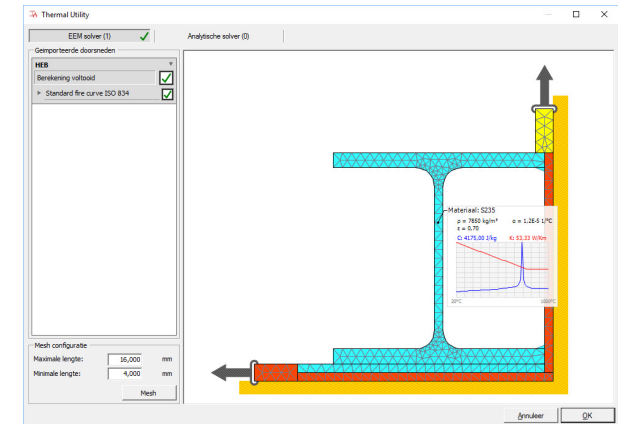 Thermal Utility
EEM solver (1)
Analytische solver (0)
Geïmporteerde doorsneden
HEB
Berekening voltooid
Standard fire curve ISO 834
Materiaal: S235
ρ = 7850 kg/m³ α = 1,2E-5 1/°C
ε = 0,70
C: 4176,00 J/kg K: 53,33 W/Km
20°C 1000°C
Mesh configuratie
Maximale lengte: 16,000 mm
Minimale lengte: 4,000 mm
Mesh
Annuleer
OK